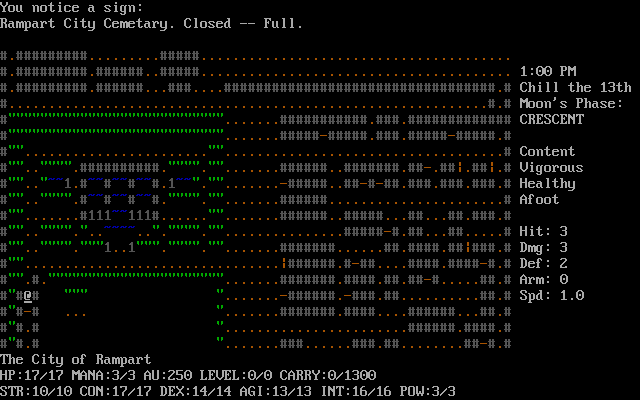 You notice a sign:
Rampart City Cemetary. Closed -- Full.
1:00 PM
Chill the 13th
Moon's Phase:
CRESCENT
Content
Vigorous
Healthy
Afoot
Hit: 3
Dmg: 3
Def: 2
Arm: 0
Spd: 1.0
The City of Rampart
HP:17/17 MANA:3/3 AU:250 LEVEL:0/0 CARRY:0/1300
STR:10/10 CON:17/17 DEX:14/14 AGI:13/13 INT:16/16 POW:3/3